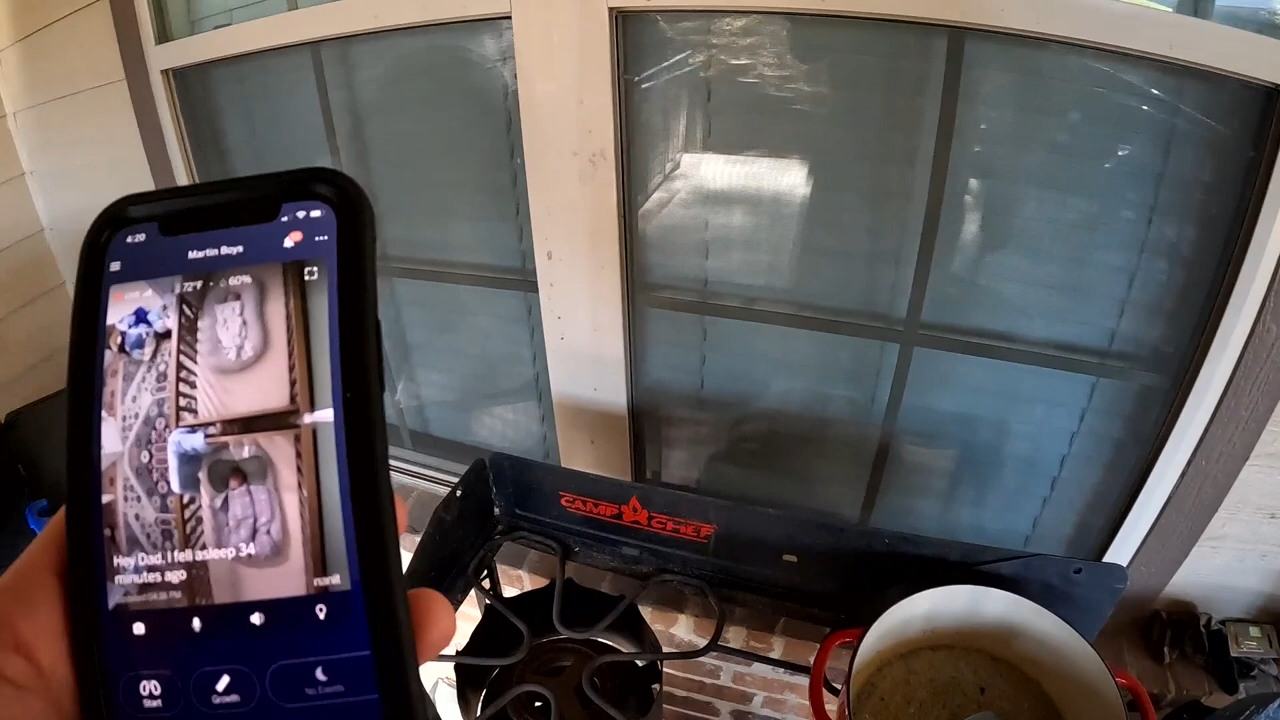 4:20
Martin Boys
72°F
60%
Hey Dad, I fell asleep 34
minutes ago
nanit
Start
Growth
No Events
CAMP CHEF